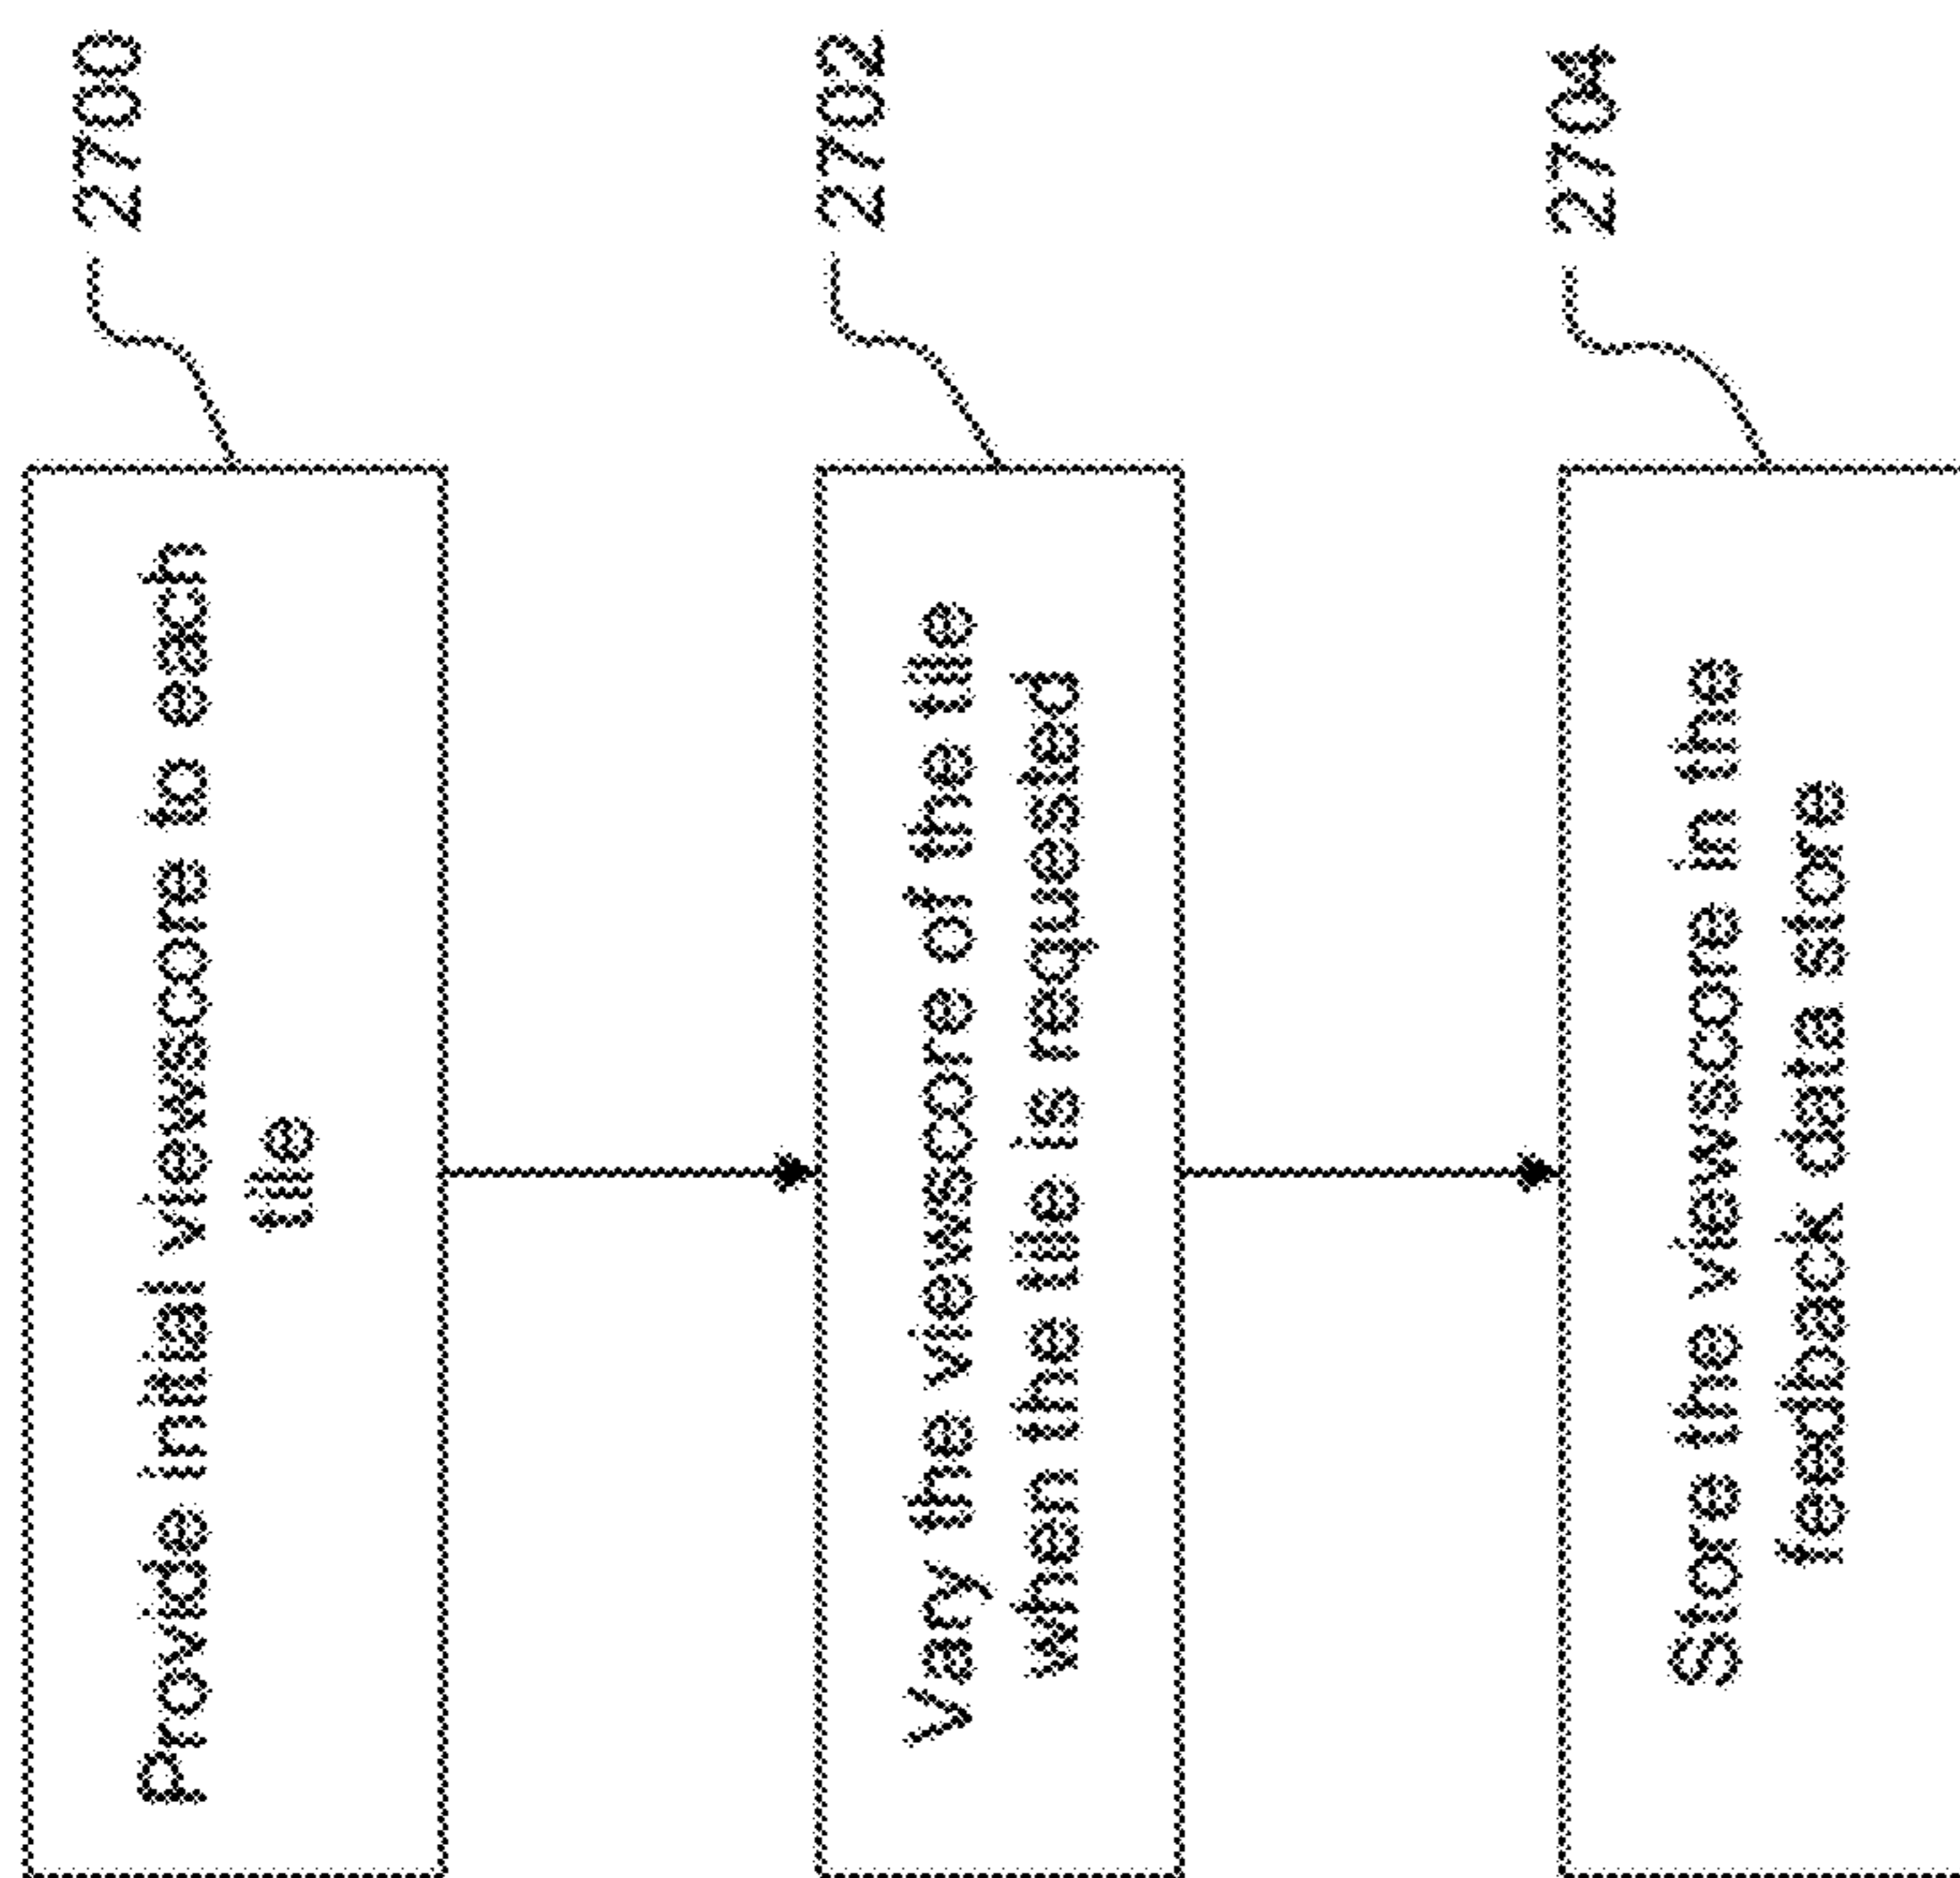 Provide initial viewscore to each
tile
2700
Vary the viewscore of the tile
when the tile is requested
2702
Store the viewscore in the
feedback data store
2704